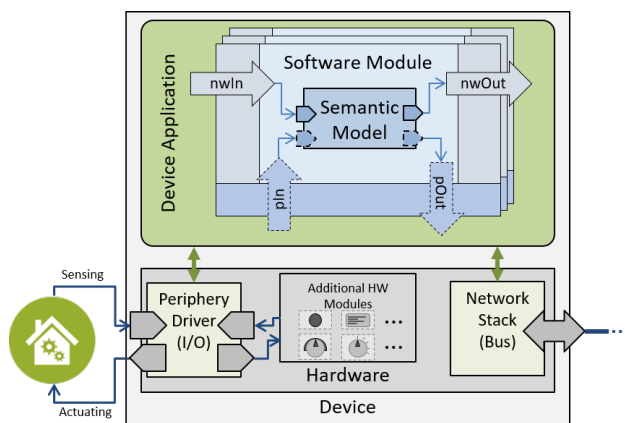 Device Application
Software Module
nwIn
nwOut
Semantic
Model
pIn
pOut
Sensing
Actuating
Periphery
Driver
(I/O)
Additional HW
Modules
...
...
Hardware
Network
Stack
(Bus)
Device